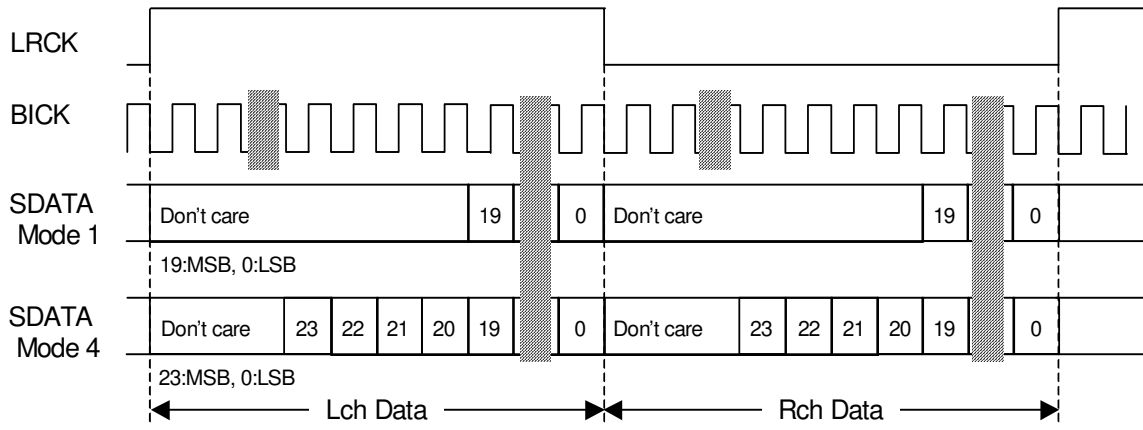 LRCK
BICK
SDATA
Mode 1
Don't care 19 0 Don't care 19 0
19:MSB, 0:LSB
SDATA
Mode 4
Don't care 23 22 21 20 19 0 Don't care 23 22 21 20 19 0
23:MSB, 0:LSB
Lch Data Rch Data